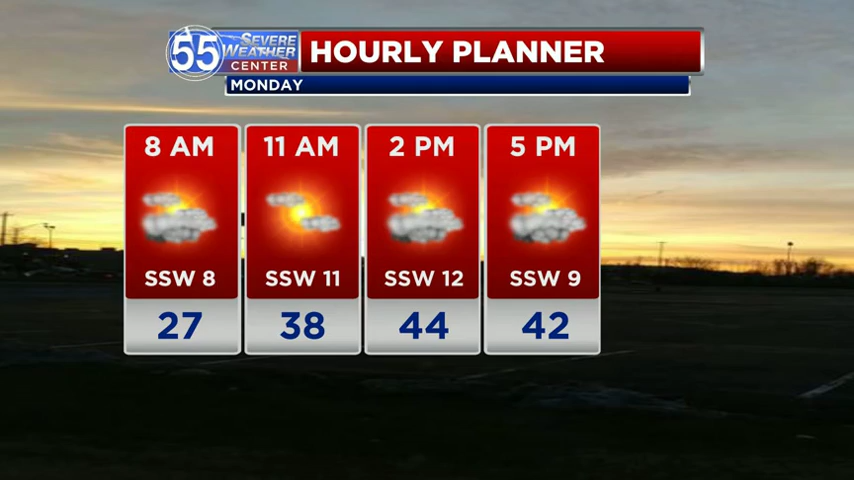 55 SEVERE WEATHER CENTER
HOURLY PLANNER
MONDAY
8 AM 11 AM 2 PM 5 PM
SSW 8 SSW 11 SSW 12 SSW 9
27 38 44 42